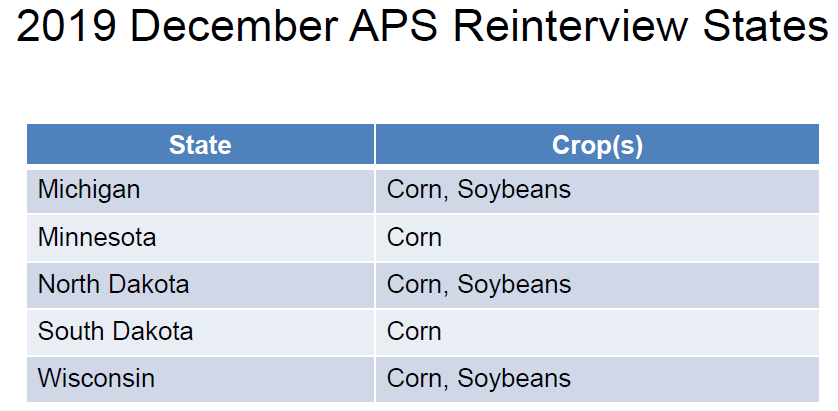 2019 December APS Reinterview States
State Crop(s)
Michigan Corn, Soybeans
Minnesota Corn
North Dakota Corn, Soybeans
South Dakota Corn
Wisconsin Corn, Soybeans